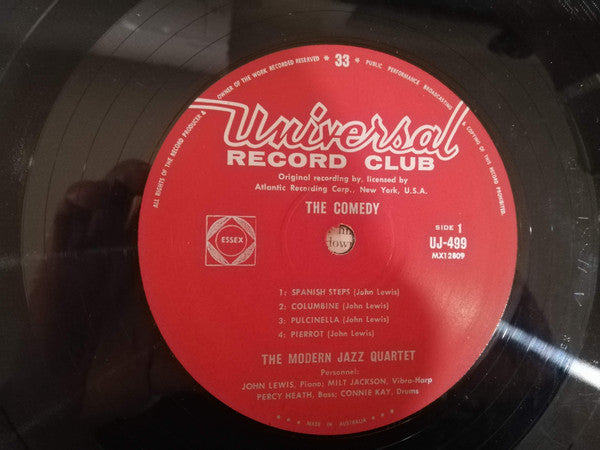 ALL RIGHTS OF THE RECORD PRODUCER & OWNER OF THE WORK RECORDED RESERVED ★ 33 ★ PUBLIC PERFORMANCE BROADCASTING & COPYING OF THIS RECORD PROHIBITED.
Universal
RECORD CLUB
Original recording by, licensed by
Atlantic Recording Corp., New York, U.S.A.
THE COMEDY
ESSEX
down
SIDE 1
UJ-499
MX12809
1: SPANISH STEPS (John Lewis)
2: COLUMBINE (John Lewis)
3: PULCINELLA (John Lewis)
4: PIERROT (John Lewis)
THE MODERN JAZZ QUARTET
Personnel:
JOHN LEWIS, Piano; MILT JACKSON, Vibra-Harp
PERCY HEATH, Bass; CONNIE KAY, Drums
★ ★ ★ MADE IN AUSTRALIA ★ ★ ★